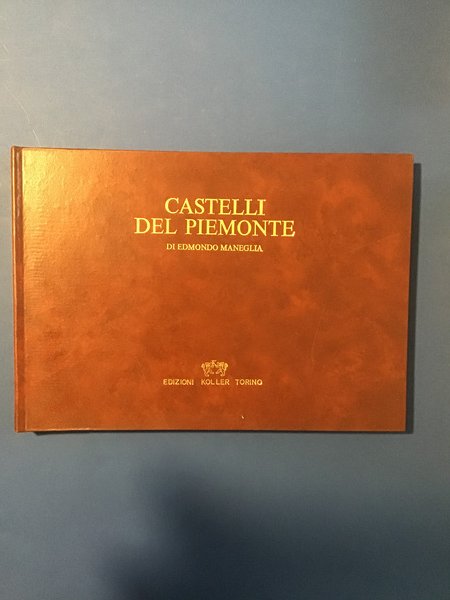 CASTELLI
DEL PIEMONTE
DI EDMONDO MANEGLIA
EDIZIONI KOLLER TORINO